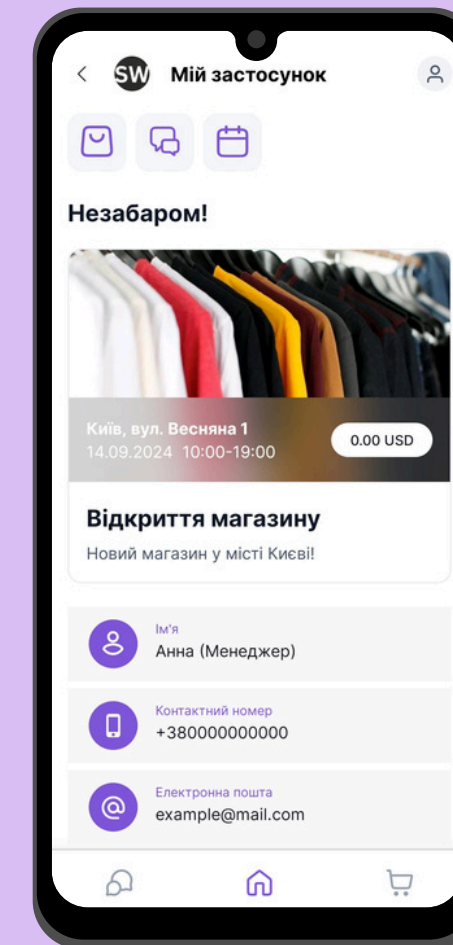 SW Мій застосунок
Незабаром!
Київ, вул. Весняна 1
14.09.2024 10:00-19:00
0.00 USD
Відкриття магазину
Новий магазин у місті Києві!
Ім'я
Анна (Менеджер)
Контактний номер
+380000000000
Електронна пошта
example@mail.com